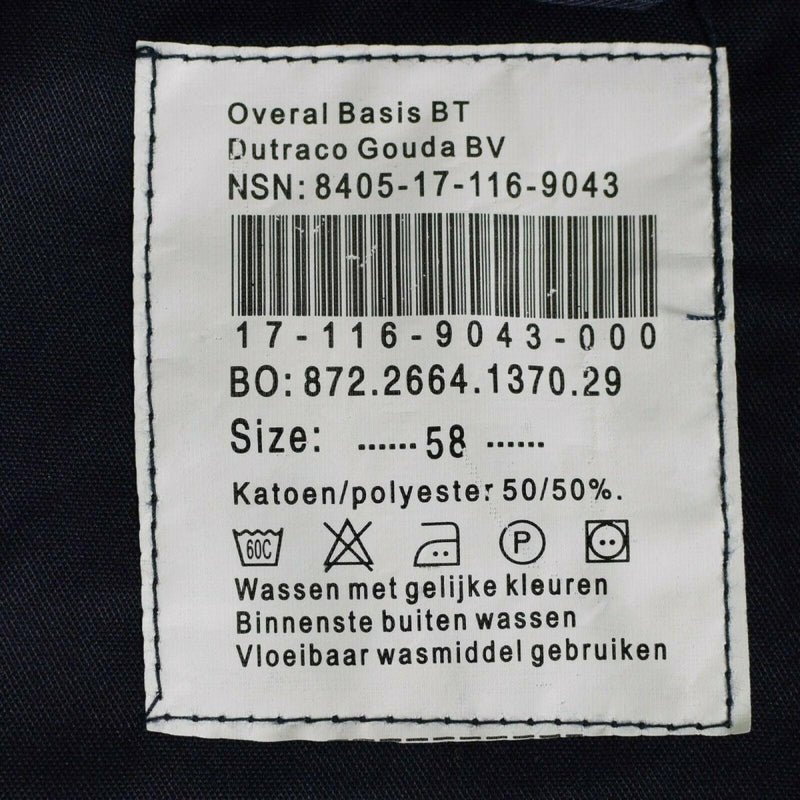 Overal Basis BT
Dutraco Gouda BV
NSN: 8405-17-116-9043
17-116-9043-000
BO: 872.2664.1370.29
Size: ......58......
Katoen/polyester 50/50%.
60C P
Wassen met gelijke kleuren
Binnenste buiten wassen
Vloeibaar wasmiddel gebruiken